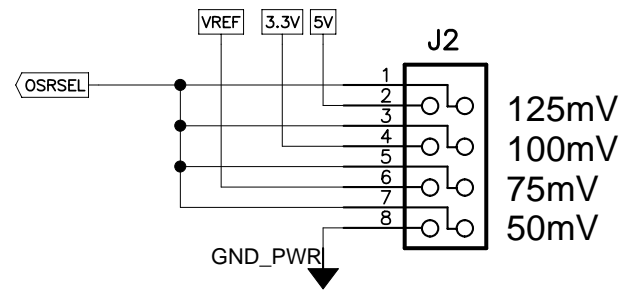 VREF 3.3V 5V
J2
OSRSEL
1
2
125mV
3
4
100mV
5
6
75mV
7
8
50mV
GND_PWR